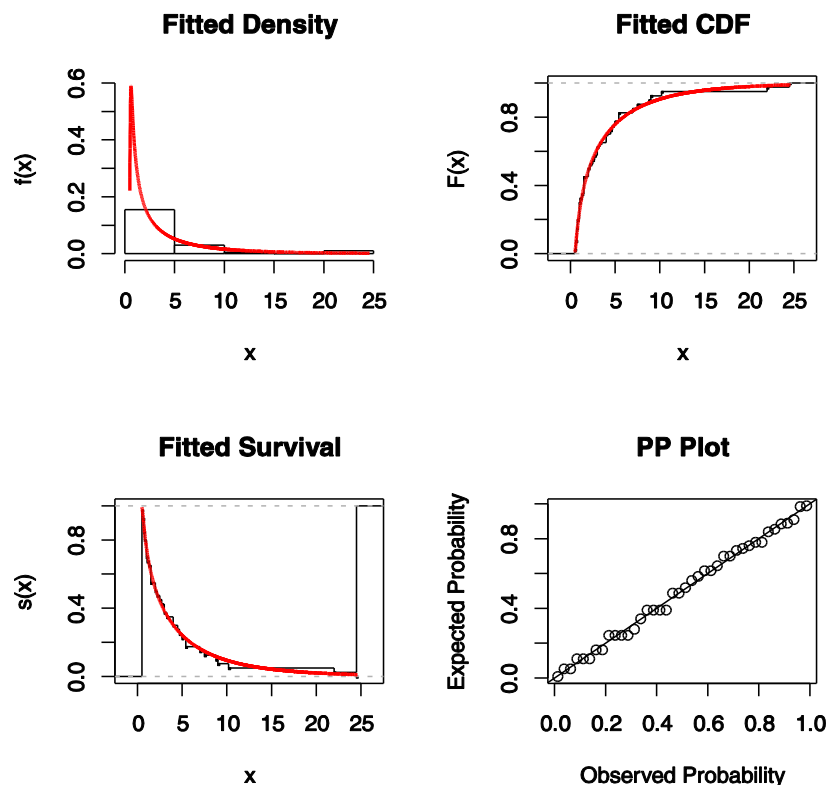 Fitted Density
f(x)
0.0 0.2 0.4 0.6
0 5 10 15 20 25
x
Fitted CDF
F(x)
0.0 0.4 0.8
0 5 10 15 20 25
x
Fitted Survival
s(x)
0.0 0.4 0.8
0 5 10 15 20 25
x
PP Plot
Expected Probability
0.0 0.4 0.8
0.0 0.2 0.4 0.6 0.8 1.0
Observed Probability